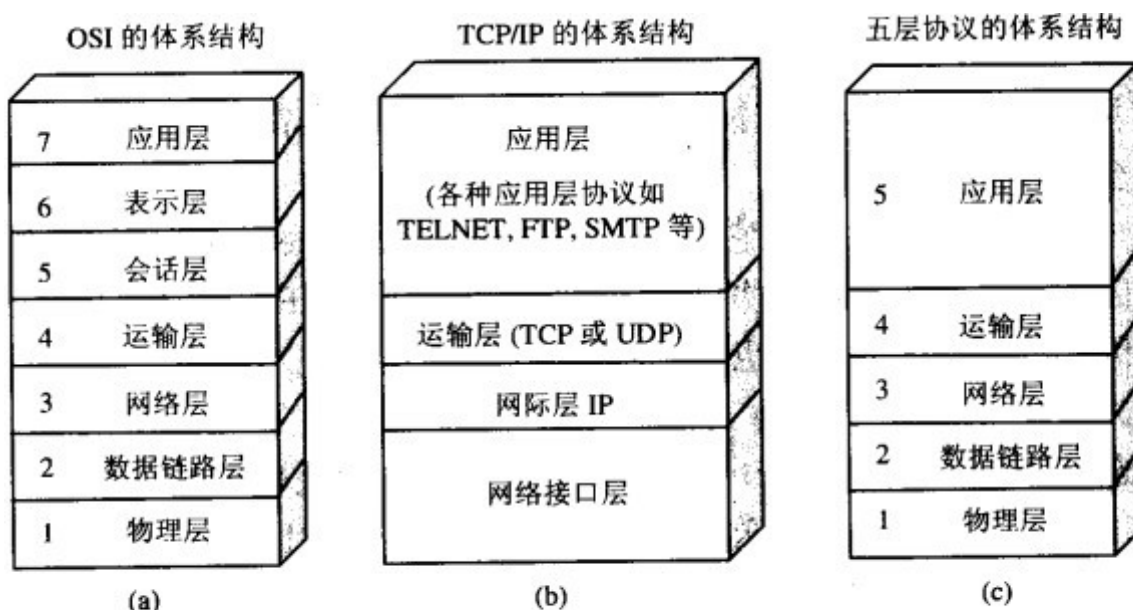 OSI 的体系结构
7 应用层
6 表示层
5 会话层
4 运输层
3 网络层
2 数据链路层
1 物理层
(a)
TCP/IP 的体系结构
应用层
(各种应用层协议如
TELNET, FTP, SMTP 等)
运输层 (TCP 或 UDP)
网际层 IP
网络接口层
(b)
五层协议的体系结构
5 应用层
4 运输层
3 网络层
2 数据链路层
1 物理层
(c)